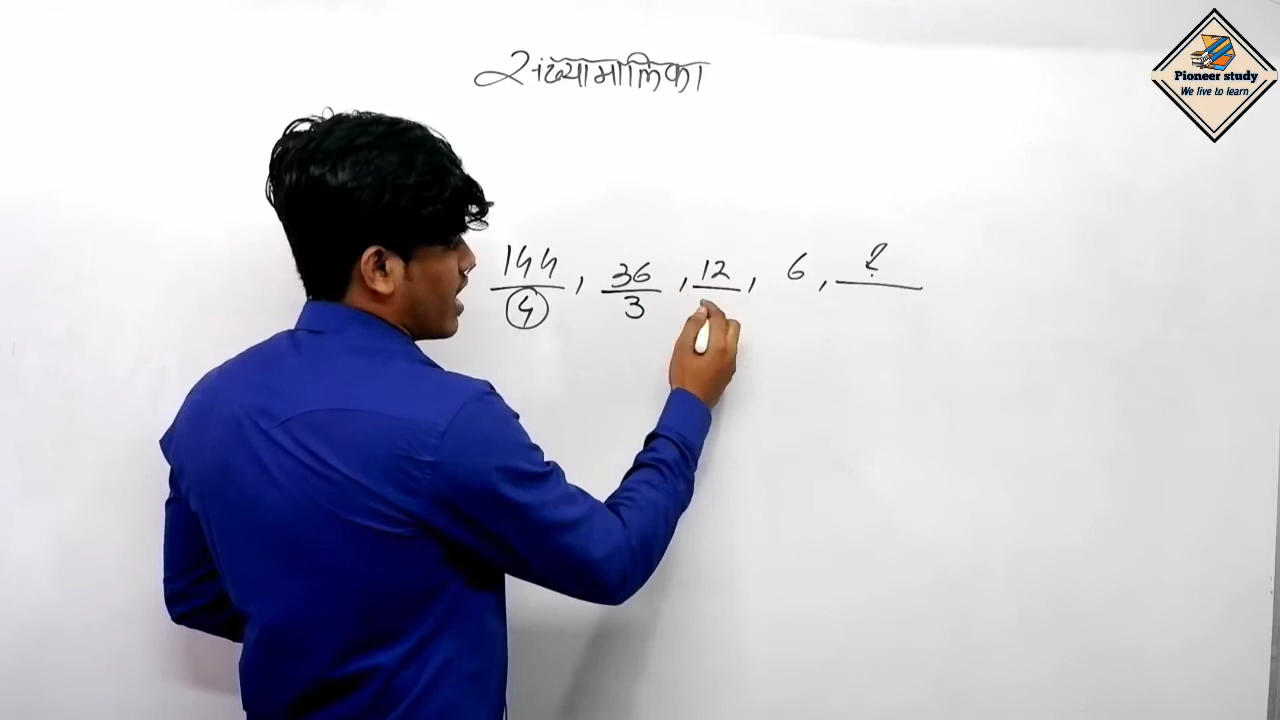 Pioneer study
We live to learn
संख्यामालिका
144/4, 36/3, 12/, 6, ?